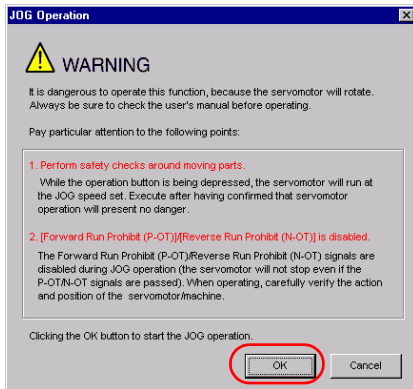 JOG Operation
WARNING
It is dangerous to operate this function, because the servomotor will rotate.
Always be sure to check the user's manual before operating.
Pay particular attention to the following points:
1. Perform safety checks around moving parts.
While the operation button is being depressed, the servomotor will run at
the JOG speed set. Execute after having confirmed that servomotor
operation will present no danger.
2. [Forward Run Prohibit (P-OT)]/[Reverse Run Prohibit (N-OT)] is disabled.
The Forward Run Prohibit (P-OT)/Reverse Run Prohibit (N-OT) signals are
disabled during JOG operation (the servomotor will not stop even if the
P-OT/N-OT signals are passed). When operating, carefully verify the action
and position of the servomotor/machine.
Clicking the OK button to start the JOG operation.
OK
Cancel